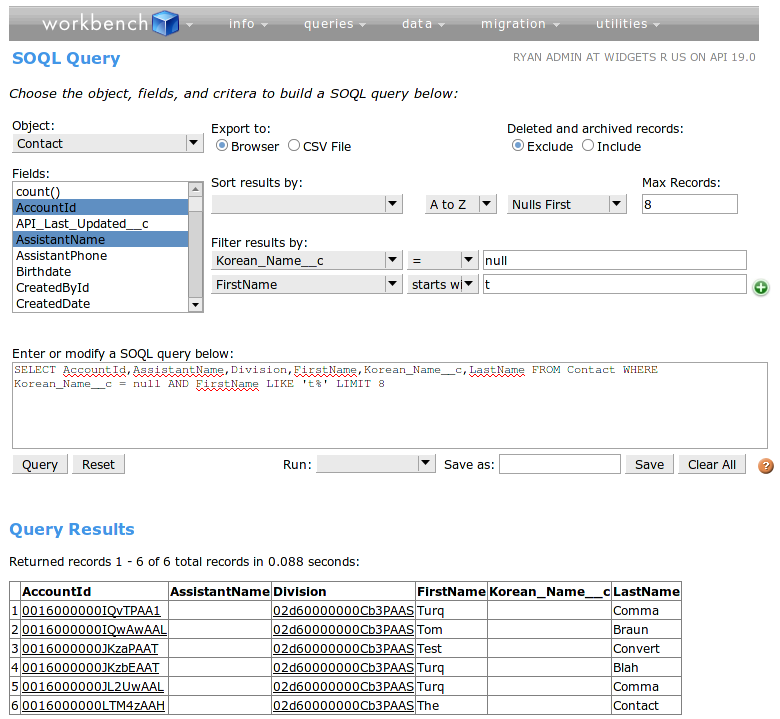 workbench info queries data migration utilities
SOQL Query RYAN ADMIN AT WIDGETS R US ON API 19.0
Choose the object, fields, and critera to build a SOQL query below:
Object: Export to: Deleted and archived records:
Contact Browser CSV File Exclude Include
Fields: Sort results by: Max Records:
count()
AccountId A to Z Nulls First 8
API_Last_Updated__c
AssistantName Filter results by:
AssistantPhone Korean_Name__c = null
Birthdate
CreatedById FirstName starts wi t
CreatedDate
Enter or modify a SOQL query below:
SELECT AccountId,AssistantName,Division,FirstName,Korean_Name__c,LastName FROM Contact WHERE
Korean_Name__c = null AND FirstName LIKE 't%' LIMIT 8
Query Reset Run: Save as: Save Clear All ?
Query Results
Returned records 1 - 6 of 6 total records in 0.088 seconds:
AccountId AssistantName Division FirstName Korean_Name__c LastName
1 0016000000IQvTPAA1 02d60000000Cb3PAAS Turq Comma
2 0016000000IQwAwAAL 02d60000000Cb3PAAS Tom Braun
3 0016000000JKzaPAAT 02d60000000Cb3PAAS Test Convert
4 0016000000JKzbEAAT 02d60000000Cb3PAAS Turq Blah
5 0016000000JL2UwAAL 02d60000000Cb3PAAS Turq Comma
6 0016000000LTM4zAAH 02d60000000Cb3PAAS The Contact